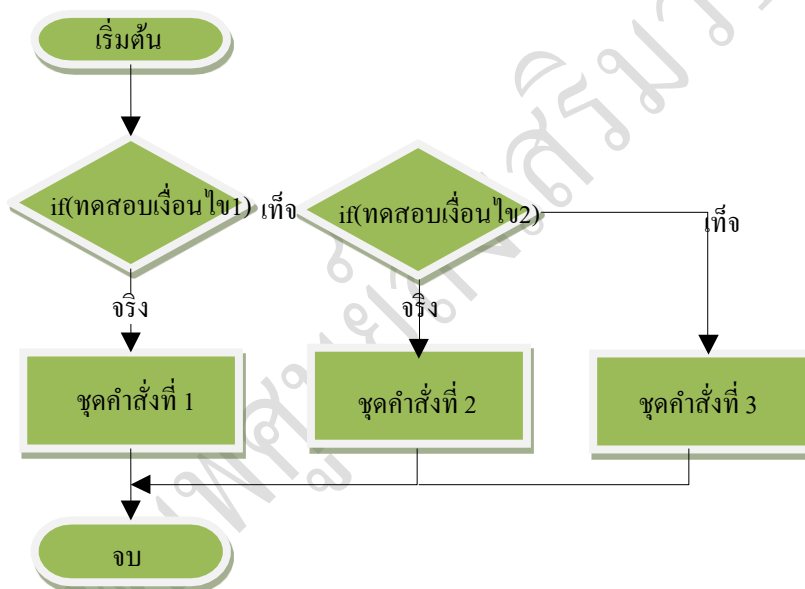 เริ่มต้น
if(ทดสอบเงื่อนไข1)
เท็จ
if(ทดสอบเงื่อนไข2)
เท็จ
จริง
จริง
ชุดคำสั่งที่ 1
ชุดคำสั่งที่ 2
ชุดคำสั่งที่ 3
จบ